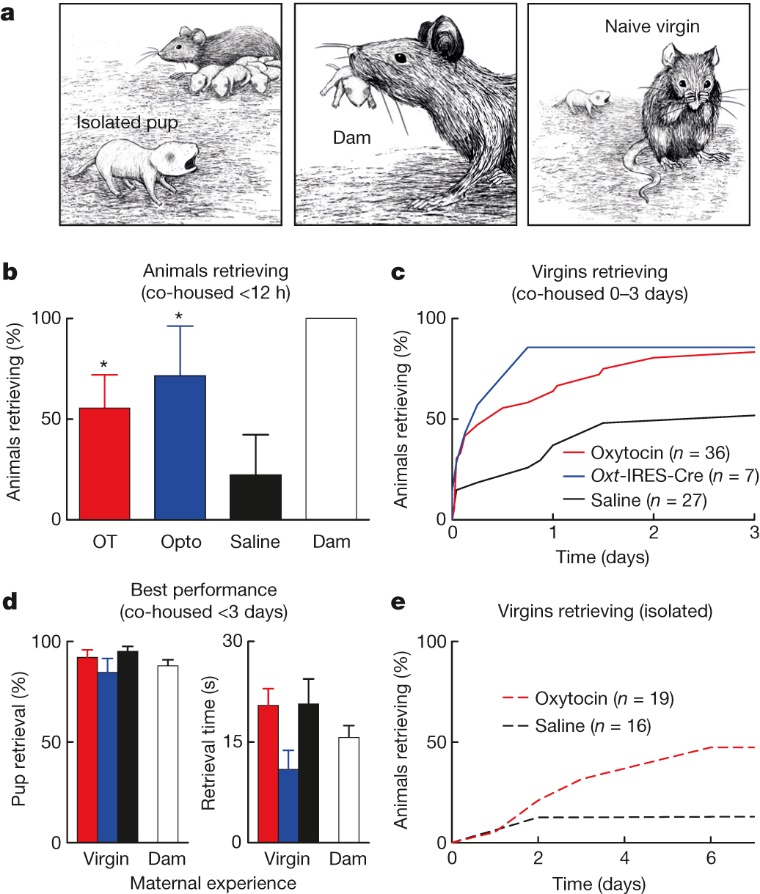 a
Isolated pup
Dam
Naive virgin
b
Animals retrieving
(co-housed <12 h)
Animals retrieving (%)
100
50
0
*
*
OT Opto Saline Dam
c
Virgins retrieving
(co-housed 0–3 days)
Animals retrieving (%)
100
50
0
Oxytocin (n = 36)
Oxt-IRES-Cre (n = 7)
Saline (n = 27)
0 1 2 3
Time (days)
d
Best performance
(co-housed <3 days)
Pup retrieval (%)
100
50
0
Virgin Dam
Retrieval time (s)
30
15
0
Virgin Dam
Maternal experience
e
Virgins retrieving (isolated)
Animals retrieving (%)
100
50
0
Oxytocin (n = 19)
Saline (n = 16)
0 2 4 6
Time (days)